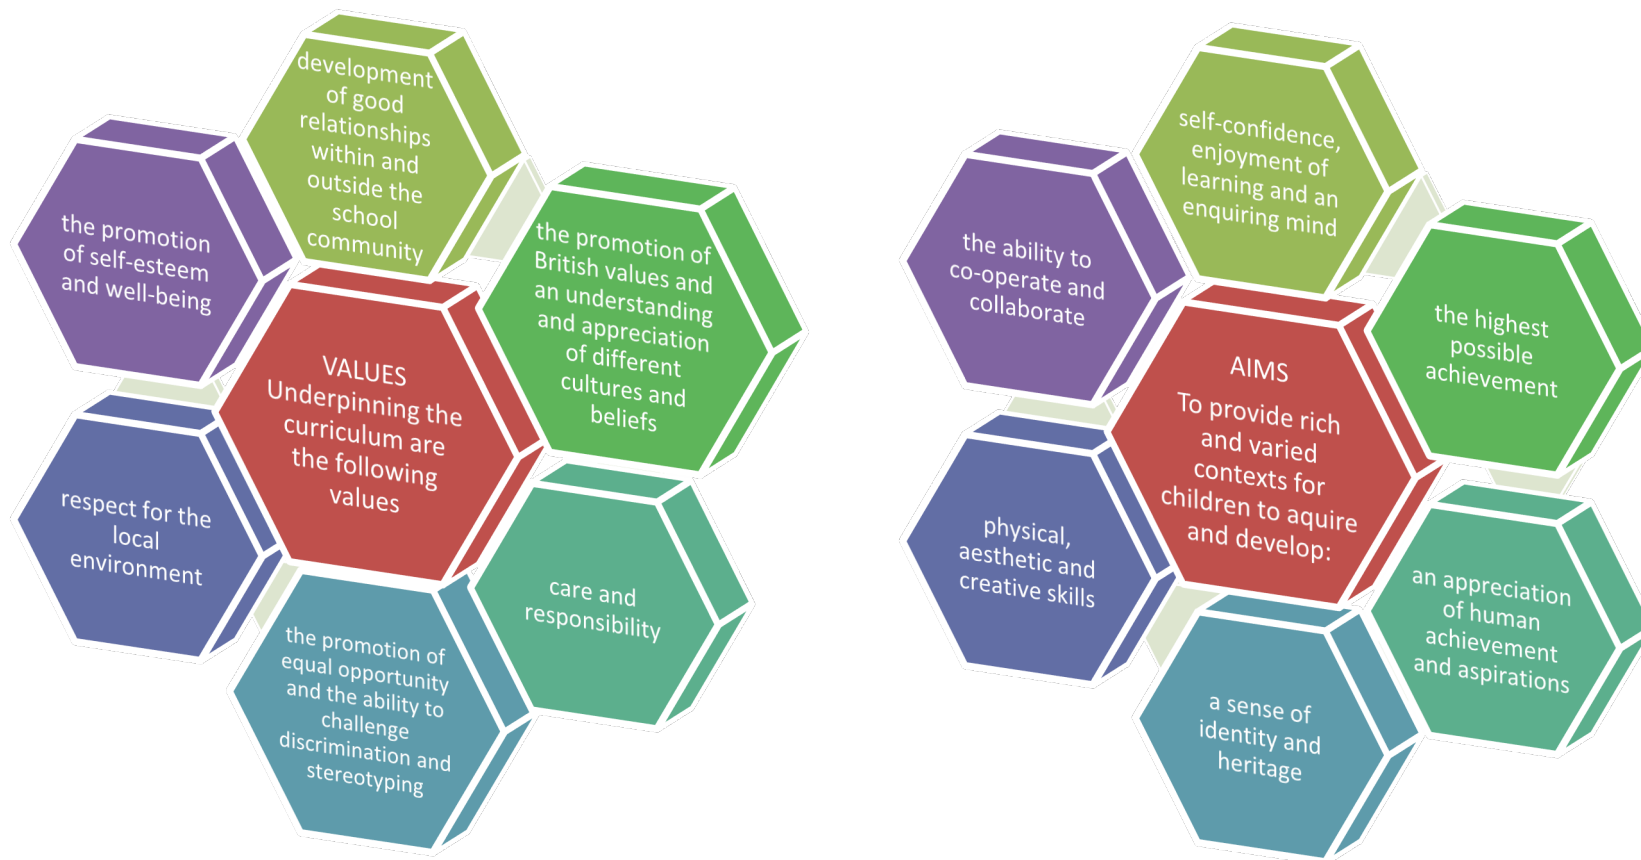 development
of good
relationships
within and
outside the
school
community
the promotion
of self-esteem
and well-being
the promotion of
British values and
an understanding
and appreciation
of different
cultures and
beliefs
VALUES
Underpinning the
curriculum are
the following
values
respect for the
local
environment
care and
responsibility
the promotion of
equal opportunity
and the ability to
challenge
discrimination and
stereotyping
self-confidence,
enjoyment of
learning and an
enquiring mind
the ability to
co-operate and
collaborate
the highest
possible
achievement
AIMS
To provide rich
and varied
contexts for
children to aquire
and develop:
physical,
aesthetic and
creative skills
an appreciation
of human
achievement
and aspirations
a sense of
identity and
heritage